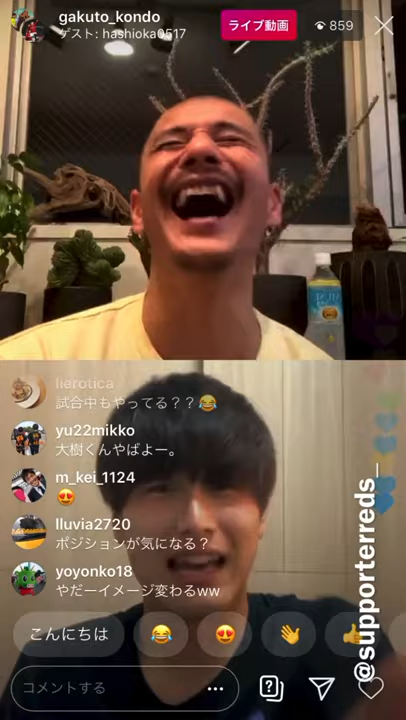 gakuto_kondo
ゲスト: hashioka0517
ライブ動画
859
lierotica
試合中もやってる？？😂
yu22mikko
大樹くんやばよー。
m_kei_1124
😍
lluvia2720
ポジションが気になる？
yoyonko18
やだーイメージ変わるww
こんにちは
😂
😍
👋
👍
コメントする
@supporterreds_